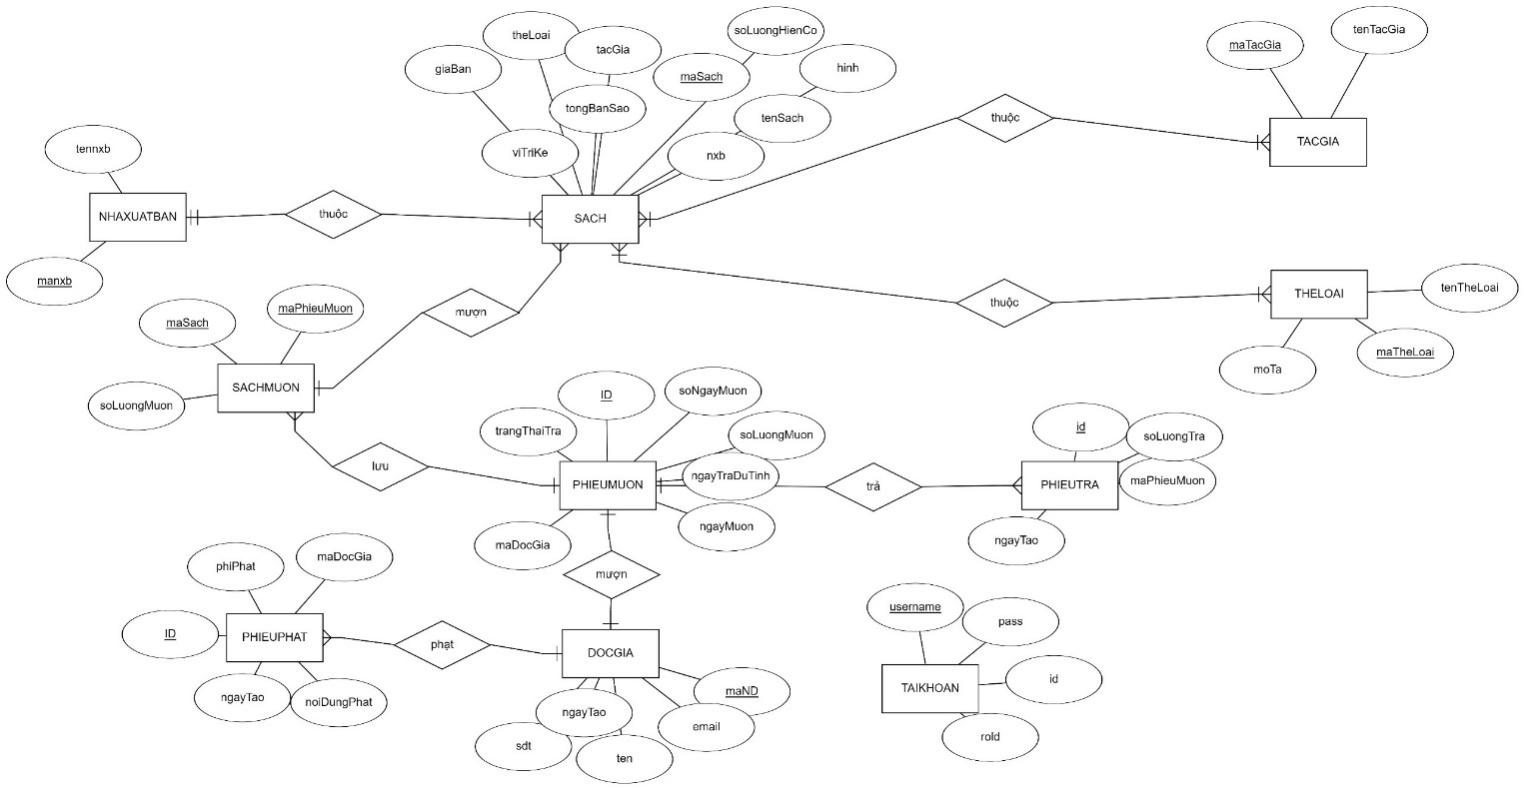 soLuongHienCo
theLoai
tenTacGia
tacGia
maTacGia
giaBan
maSach
hinh
tongBanSao
tenSach
thuộc
TACGIA
tennxb
viTriKe
nxb
NHAXUATBAN
thuộc
SACH
manxb
tenTheLoai
THELOAI
thuộc
maPhieuMuon
maSach
mượn
maTheLoai
moTa
SACHMUON
soLuongMuon
ID
soNgayMuon
trangThaiTra
soLuongMuon
id
soLuongTra
lưu
ngayTraDuTinh
PHIEUMUON
trả
PHIEUTRA
maPhieuMuon
ngayMuon
maDocGia
ngayTao
phiPhat
maDocGia
mượn
username
pass
ID
PHIEUPHAT
phạt
DOCGIA
id
TAIKHOAN
maND
ngayTao
noiDungPhat
ngayTao
email
rold
sdt
ten